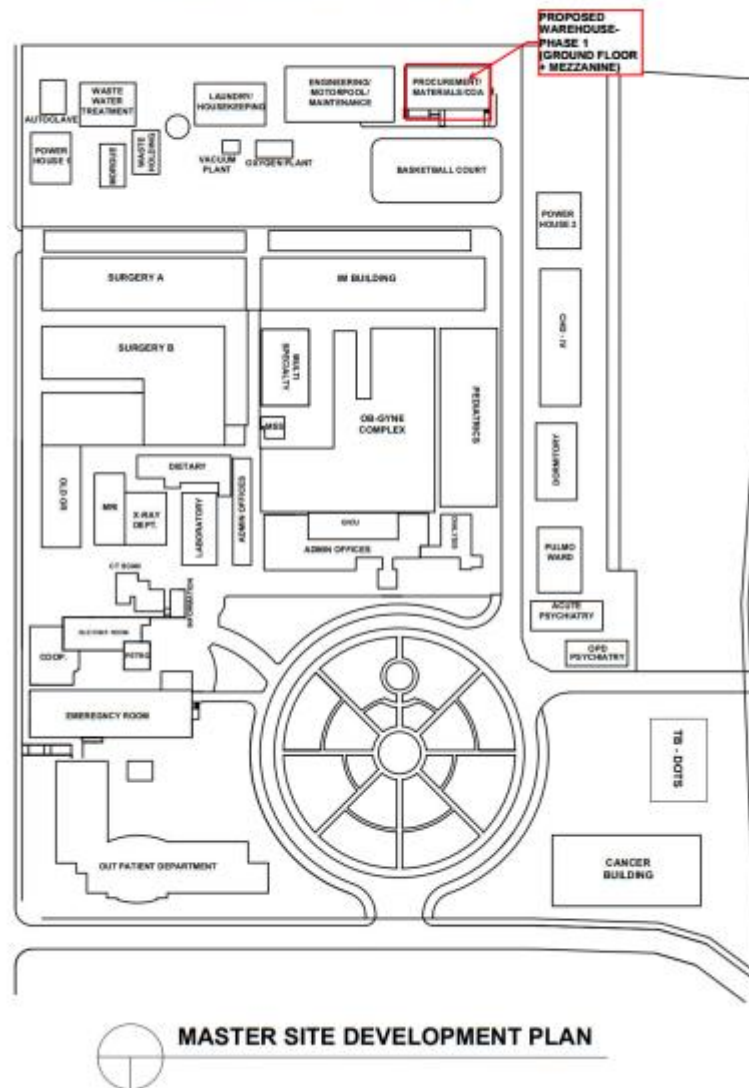 PROPOSED
WAREHOUSE-
PHASE 1
(GROUND FLOOR
+ MEZZANINE)
WASTE
WATER
TREATMENT
AUTOCLAVE
LAUNDRY/
HOUSEKEEPING
ENGINEERING/
MOTORPOOL/
MAINTENANCE
PROCUREMENT/
MATERIALS/COA
POWER
HOUSE 1
WASTE
HOLDING
VACUUM
PLANT
OXYGEN PLANT
BASKETBALL COURT
POWER
HOUSE 2
SURGERY A
IM BUILDING
SURGERY B
MULTI
SPECIALTY
MSS
OB-GYNE
COMPLEX
PEDIATRICS
DORMITORY
DIETARY
OLD OR
MRI
X-RAY
DEPT.
LABORATORY
ADMIN OFFICES
ADMIN OFFICES
PULMO
WARD
CT SCAN
INFORMATION
ACUTE
PSYCHIATRY
OPD
PSYCHIATRY
COOP.
EMERGENCY ROOM
TB - DOTS
OUT PATIENT DEPARTMENT
CANCER
BUILDING
MASTER SITE DEVELOPMENT PLAN